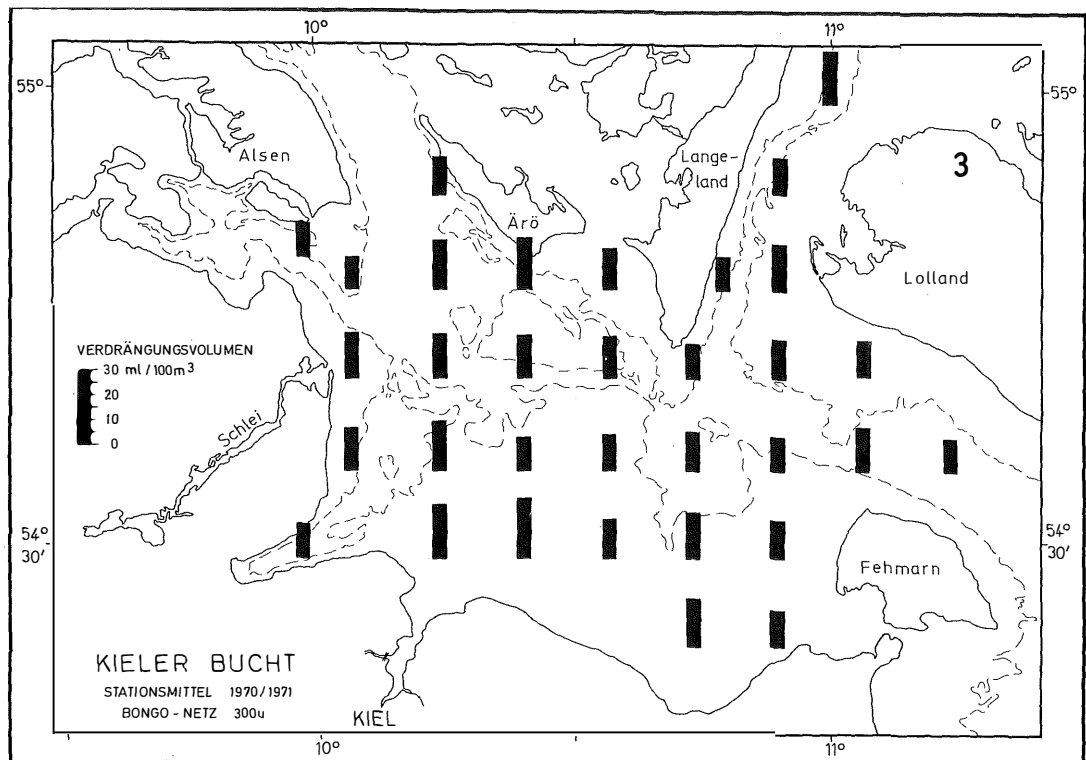 10° 11°
55° 55°
Alsen
Lange-
land
3
Ärö
Lolland
VERDRÄNGUNGSVOLUMEN
30 ml/100m³
20
10
0
Schlei
54°
30'
54°
30'
Fehmarn
KIELER BUCHT
STATIONSMITTEL 1970/1971
BONGO-NETZ 300u
KIEL
10° 11°